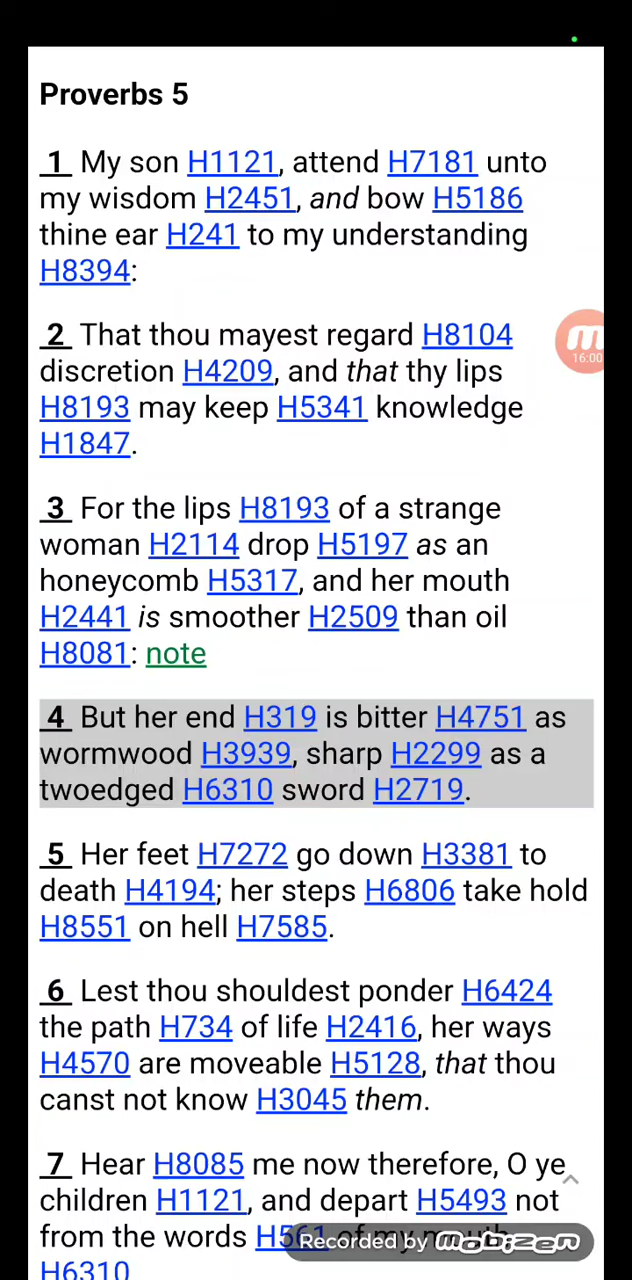 Proverbs 5
1 My son H1121, attend H7181 unto
my wisdom H2451, and bow H5186
thine ear H241 to my understanding
H8394:
2 That thou mayest regard H8104
discretion H4209, and that thy lips
H8193 may keep H5341 knowledge
H1847.
16:00
3 For the lips H8193 of a strange
woman H2114 drop H5197 as an
honeycomb H5317, and her mouth
H2441 is smoother H2509 than oil
H8081: note
4 But her end H319 is bitter H4751 as
wormwood H3939, sharp H2299 as a
twoedged H6310 sword H2719.
5 Her feet H7272 go down H3381 to
death H4194; her steps H6806 take hold
H8551 on hell H7585.
6 Lest thou shouldest ponder H6424
the path H734 of life H2416, her ways
H4570 are moveable H5128, that thou
canst not know H3045 them.
7 Hear H8085 me now therefore, O ye
children H1121, and depart H5493 not
from the words H561 of my mouth
Recorded by mobizen
H6310